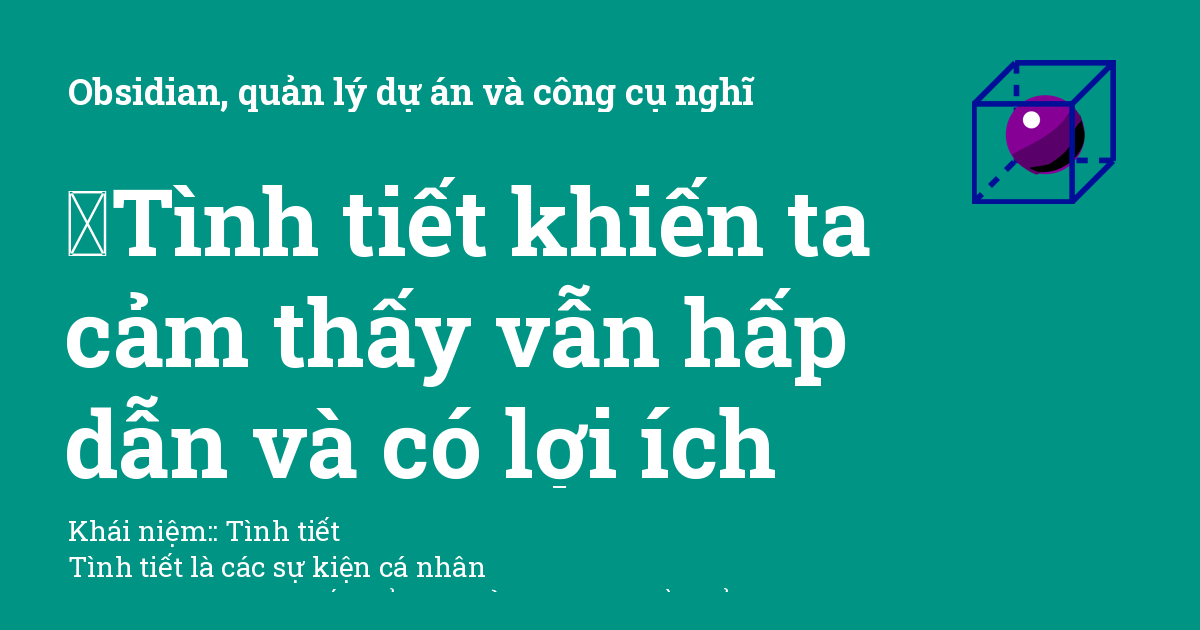 Obsidian, quản lý dự án và công cụ nghĩ
Tình tiết khiến ta
cảm thấy vẫn hấp
dẫn và có lợi ích
Khái niệm:: Tình tiết
Tình tiết là các sự kiện cá nhân